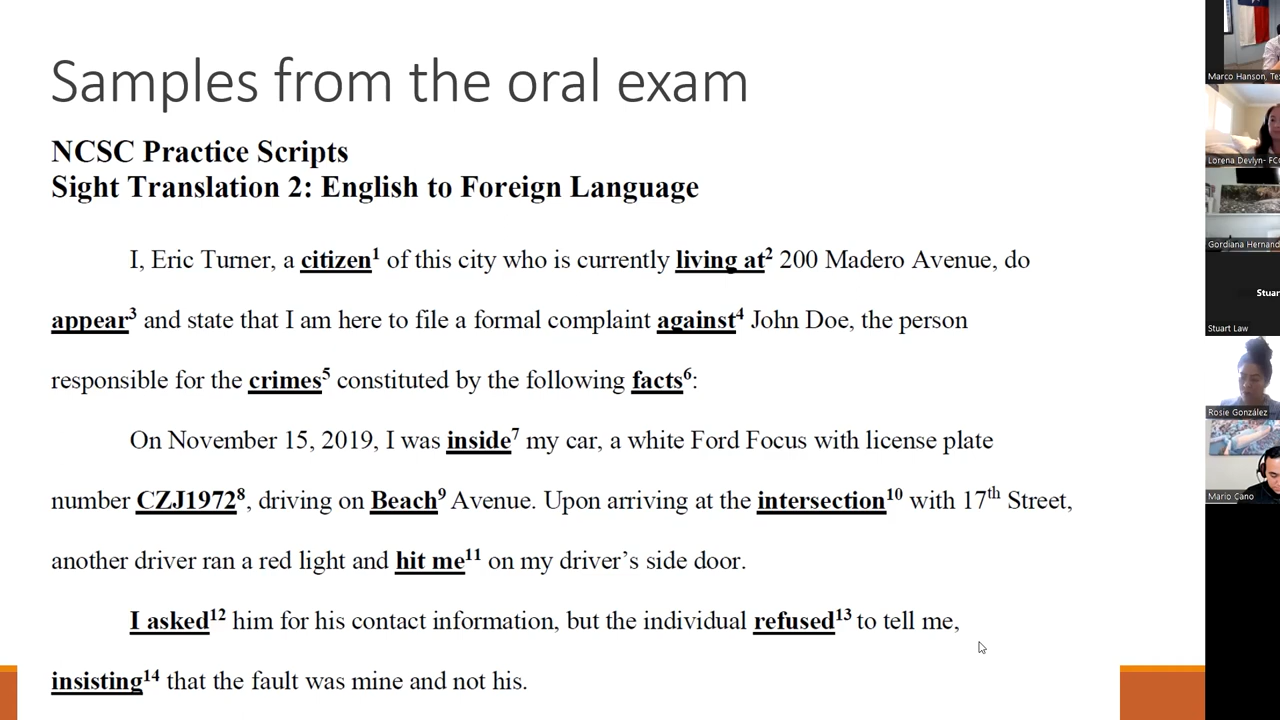 Samples from the oral exam
NCSC Practice Scripts
Sight Translation 2: English to Foreign Language
I, Eric Turner, a citizen1 of this city who is currently living at2 200 Madero Avenue, do
appear3 and state that I am here to file a formal complaint against4 John Doe, the person
responsible for the crimes5 constituted by the following facts6:
On November 15, 2019, I was inside7 my car, a white Ford Focus with license plate
number CZJ19728, driving on Beach9 Avenue. Upon arriving at the intersection10 with 17th Street,
another driver ran a red light and hit me11 on my driver’s side door.
I asked12 him for his contact information, but the individual refused13 to tell me,
insisting14 that the fault was mine and not his.
Marco Hanson, Te
Lorena Devlyn- FC
Gordiana Hernand
Stuar
Stuart Law
Rosie González
Mario Cano